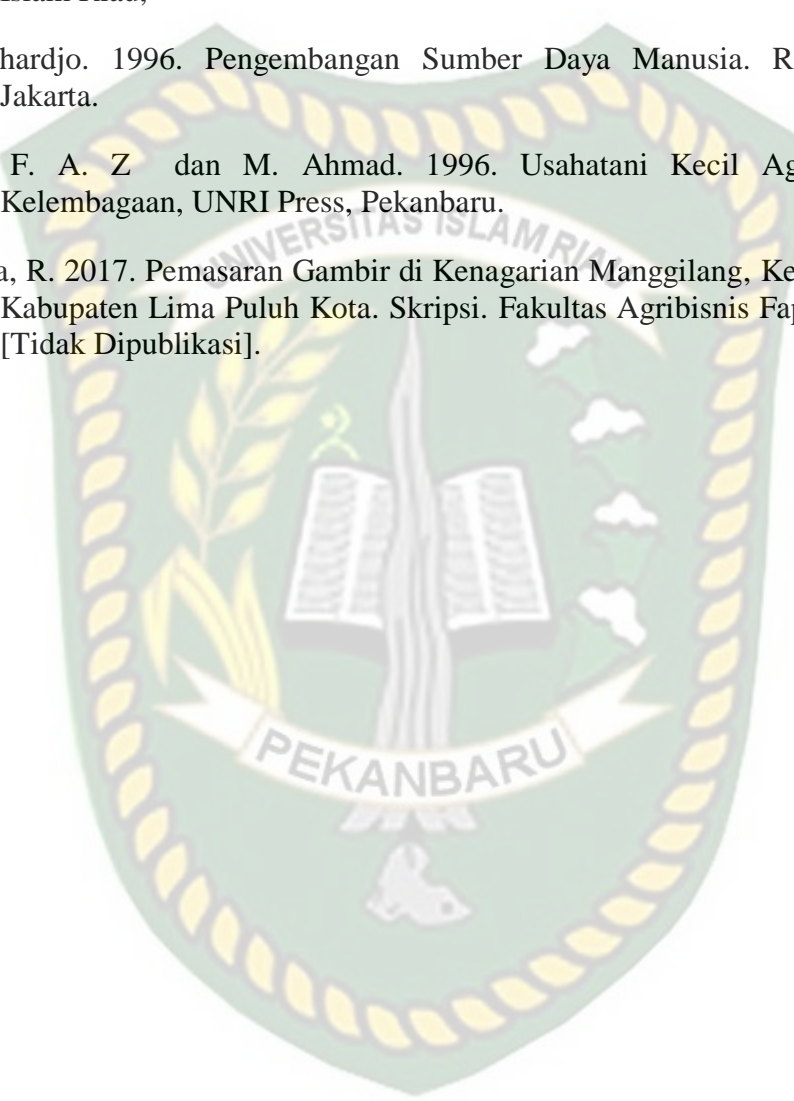 Islam Riau,
hardjo. 1996. Pengembangan Sumber Daya Manusia. R
Jakarta.
F. A. Z dan M. Ahmad. 1996. Usahatani Kecil Ag
Kelembagaan, UNRI Press, Pekanbaru.
UNIVERSITAS ISLAM RIAU
a, R. 2017. Pemasaran Gambir di Kenagarian Manggilang, Ke
Kabupaten Lima Puluh Kota. Skripsi. Fakultas Agribisnis Fap
[Tidak Dipublikasi].
PEKANBARU